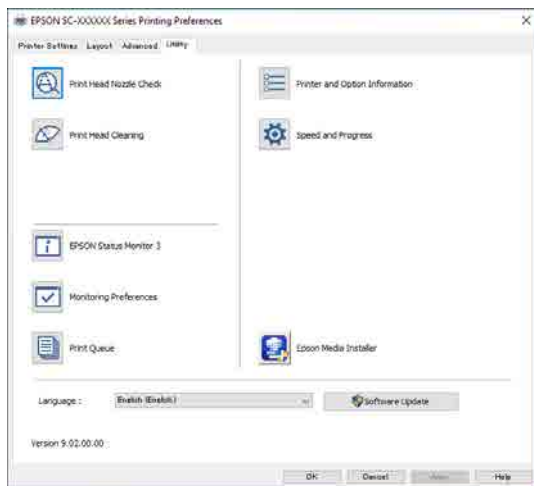 EPSON SC-XXXXXX Series Printing Preferences
Printer Settings Layout Advanced Utility
Print Head Nozzle Check
Print Head Cleaning
EPSON Status Monitor 3
Monitoring Preferences
Print Queue
Printer and Option Information
Speed and Progress
Epson Media Installer
Language :
English (English)
Software Update
Version 9.02.00.00
OK Cancel Help